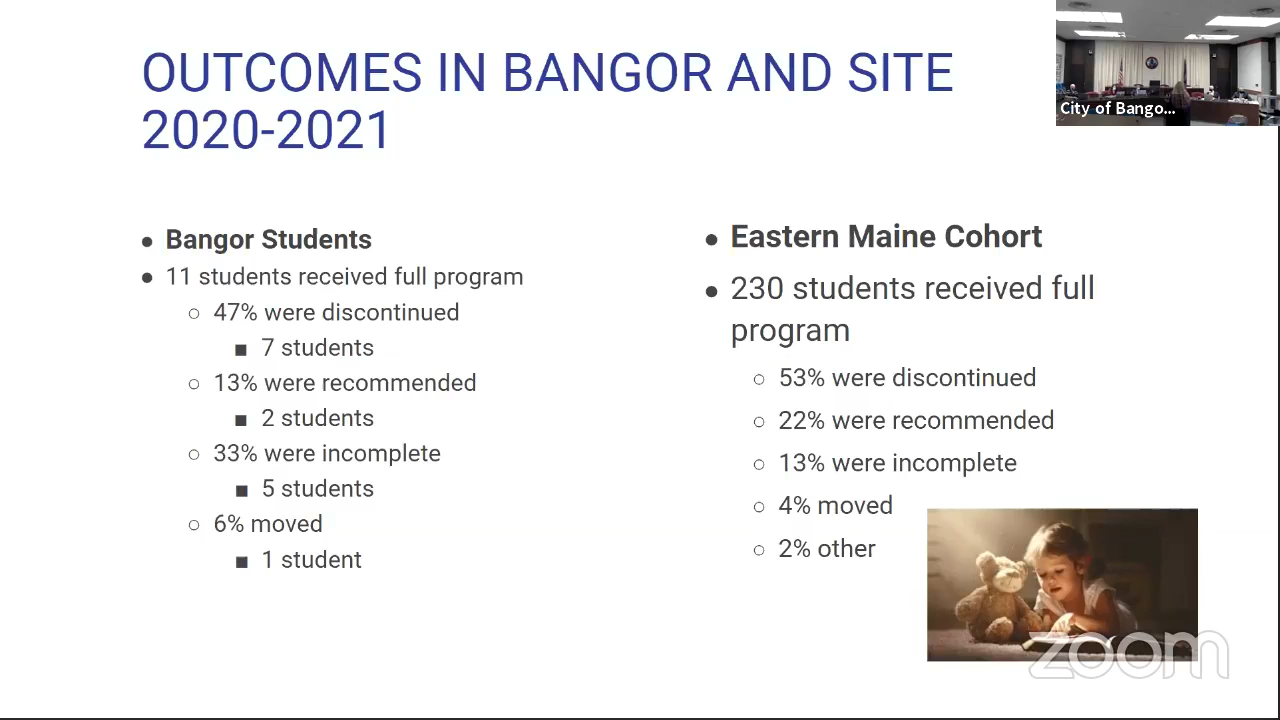 OUTCOMES IN BANGOR AND SITE
2020-2021
City of Bango...
● Bangor Students
● 11 students received full program
○ 47% were discontinued
■ 7 students
○ 13% were recommended
■ 2 students
○ 33% were incomplete
■ 5 students
○ 6% moved
■ 1 student
● Eastern Maine Cohort
● 230 students received full
program
○ 53% were discontinued
○ 22% were recommended
○ 13% were incomplete
○ 4% moved
○ 2% other
zoom